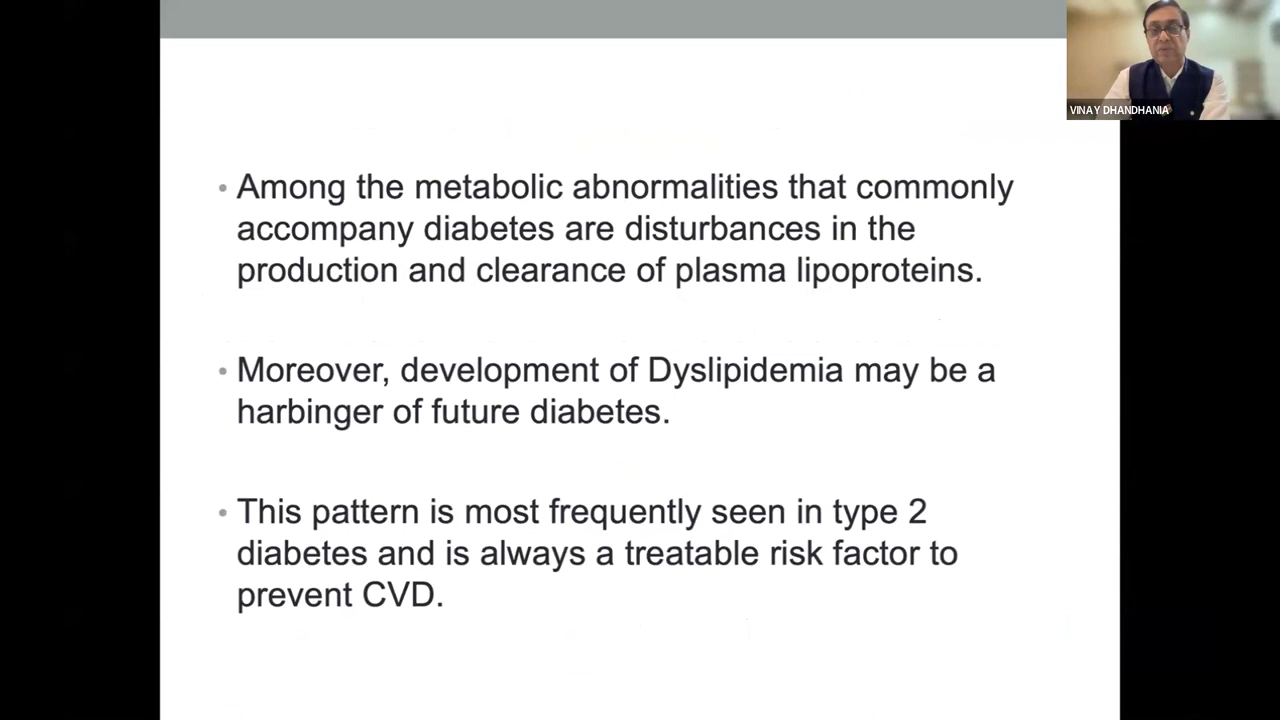 VINAY DHANDHANIA
• Among the metabolic abnormalities that commonly
accompany diabetes are disturbances in the
production and clearance of plasma lipoproteins.
• Moreover, development of Dyslipidemia may be a
harbinger of future diabetes.
• This pattern is most frequently seen in type 2
diabetes and is always a treatable risk factor to
prevent CVD.